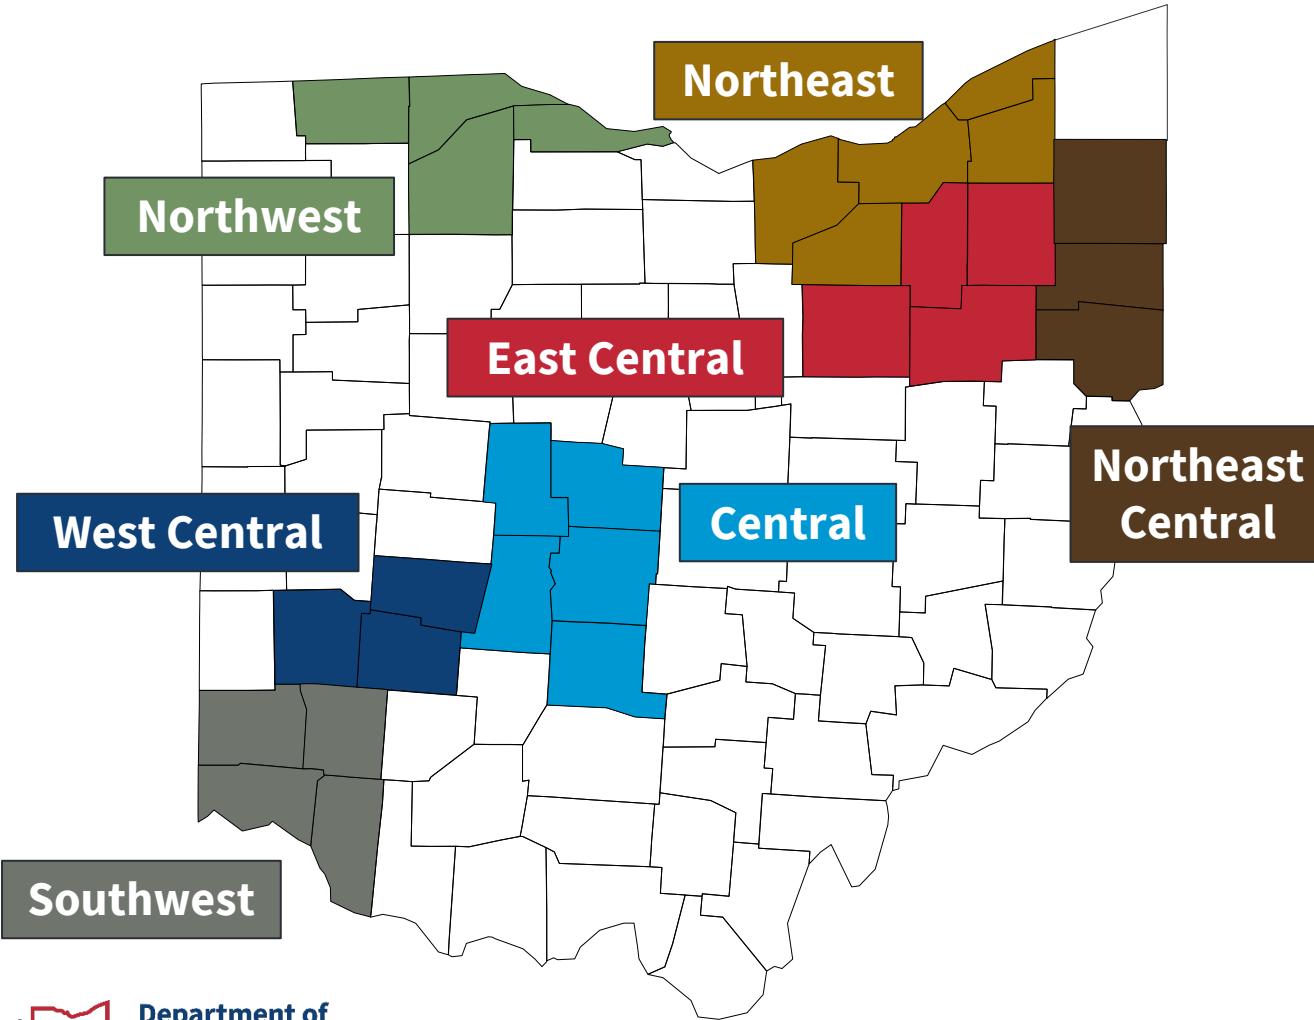 Northeast
Northwest
East Central
Northeast
Central
West Central
Central
Southwest
Department of